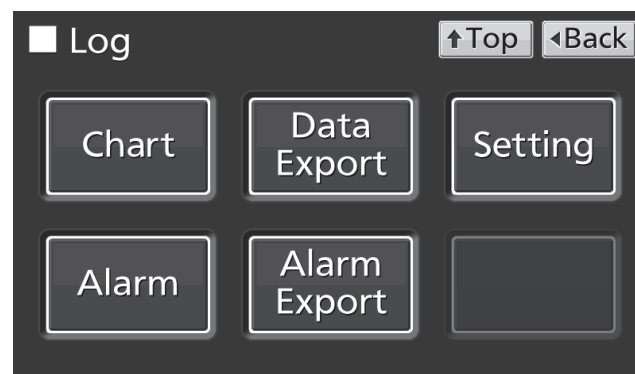 Log
↑Top
◂Back
Chart
Data
Export
Setting
Alarm
Alarm
Export